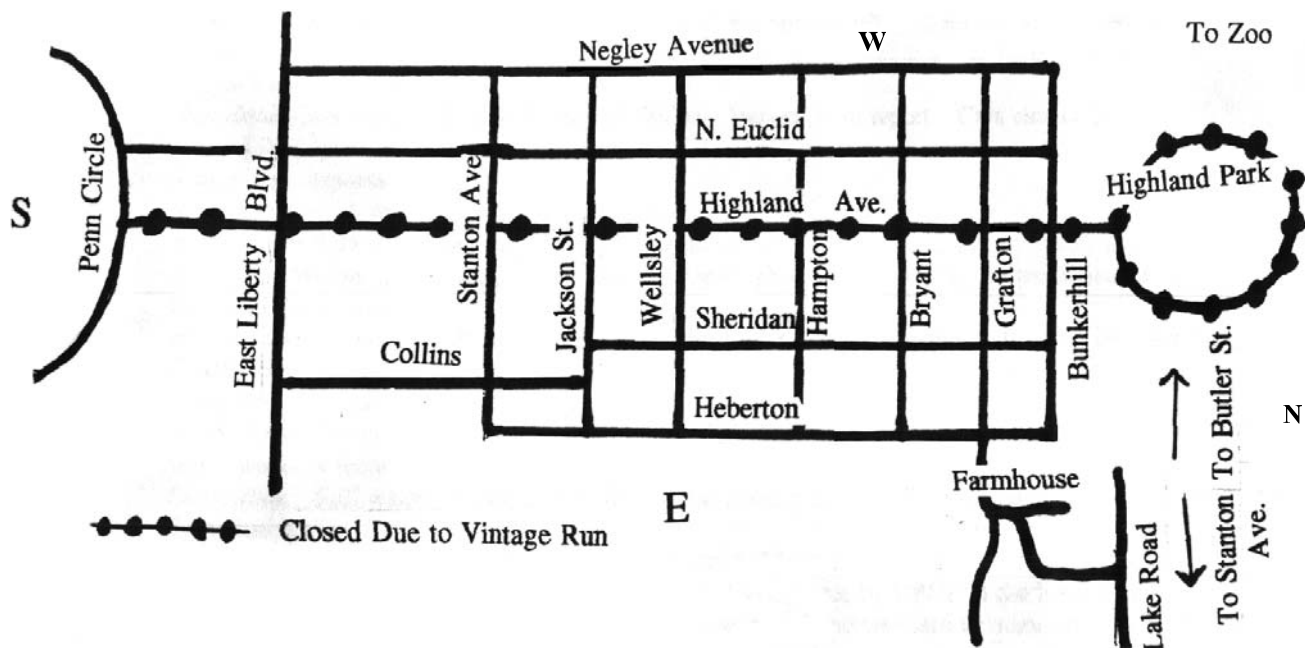 Negley Avenue
W
To Zoo
N. Euclid
Highland Park
S
Penn Circle
East Liberty Blvd.
Stanton Ave
Jackson St.
Wellsley
Highland Ave.
Hampton
Bryant
Grafton
Bunkerhill
Sheridan
Collins
Heberton
To Butler St.
To Stanton Ave.
N
Farmhouse
E
Lake Road
Closed Due to Vintage Run